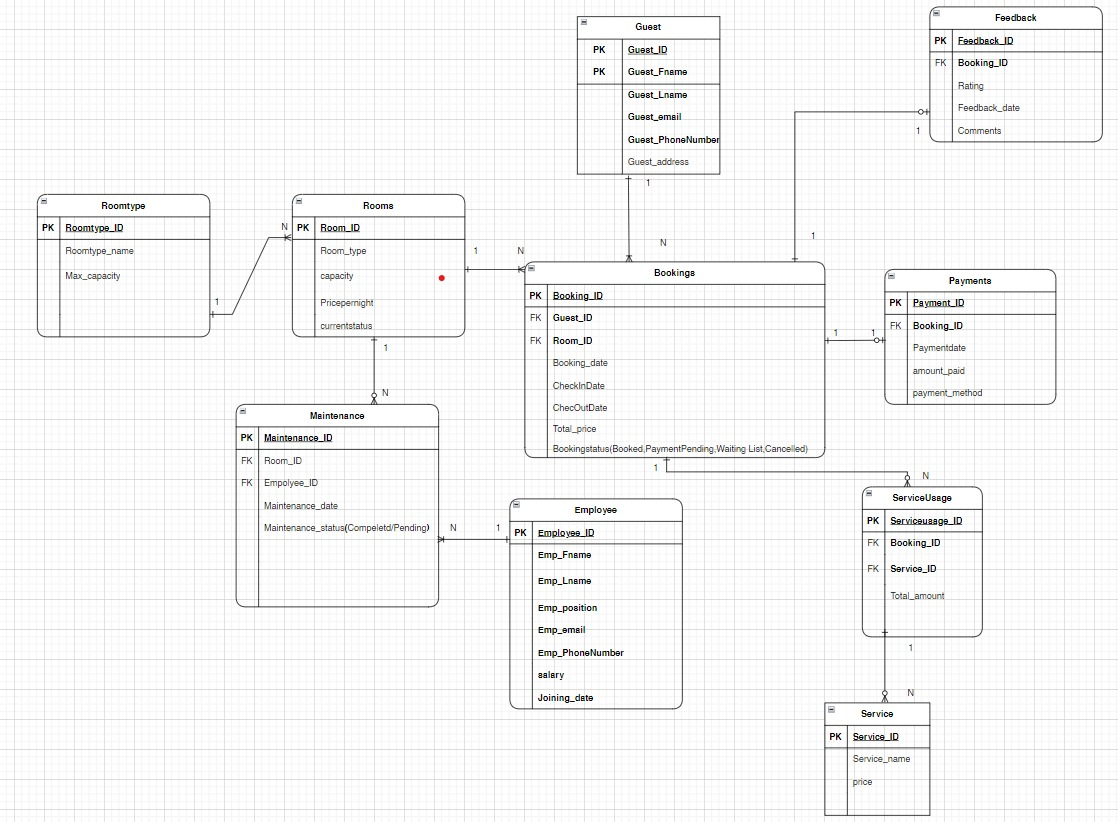 Guest
PK Guest_ID
PK Guest_Fname
Guest_Lname
Guest_email
Guest_PhoneNumber
Guest_address
1
N
Feedback
PK Feedback_ID
FK Booking_ID
Rating
Feedback_date
Comments
1
1
Roomtype
PK Roomtype_ID
Roomtype_name
Max_capacity
1
N
Rooms
PK Room_ID
Room_type
capacity
Pricepernight
currentstatus
1
N
1
N
Bookings
PK Booking_ID
FK Guest_ID
FK Room_ID
Booking_date
CheckInDate
ChecOutDate
Total_price
Bookingstatus(Booked,PaymentPending,Waiting List,Cancelled)
1
1
Payments
PK Payment_ID
FK Booking_ID
Paymentdate
amount_paid
payment_method
Maintenance
PK Maintenance_ID
FK Room_ID
FK Empolyee_ID
Maintenance_date
Maintenance_status(Compeletd/Pending)
N
1
Employee
PK Employee_ID
Emp_Fname
Emp_Lname
Emp_position
Emp_email
Emp_PhoneNumber
salary
Joining_date
1
N
ServiceUsage
PK Serviceusage_ID
FK Booking_ID
FK Service_ID
Total_amount
1
N
Service
PK Service_ID
Service_name
price